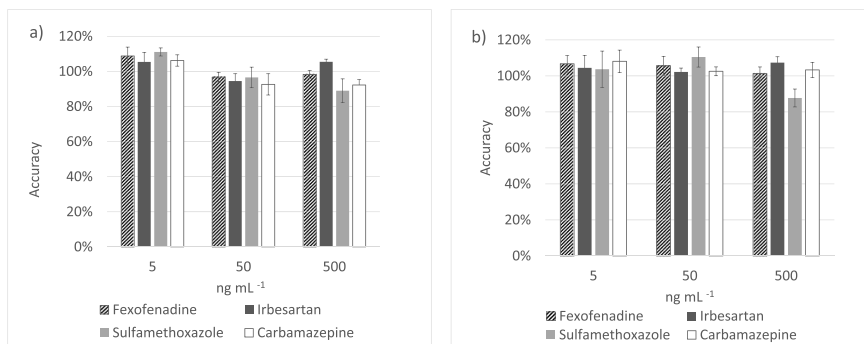 a)
120%
100%
80%
60%
40%
20%
0%
Accuracy
5 50 500
ng mL ⁻¹
Fexofenadine Irbesartan
Sulfamethoxazole Carbamazepine
b)
120%
100%
80%
60%
40%
20%
0%
Accuracy
5 50 500
ng mL ⁻¹
Fexofenadine Irbesartan
Sulfamethoxazole Carbamazepine